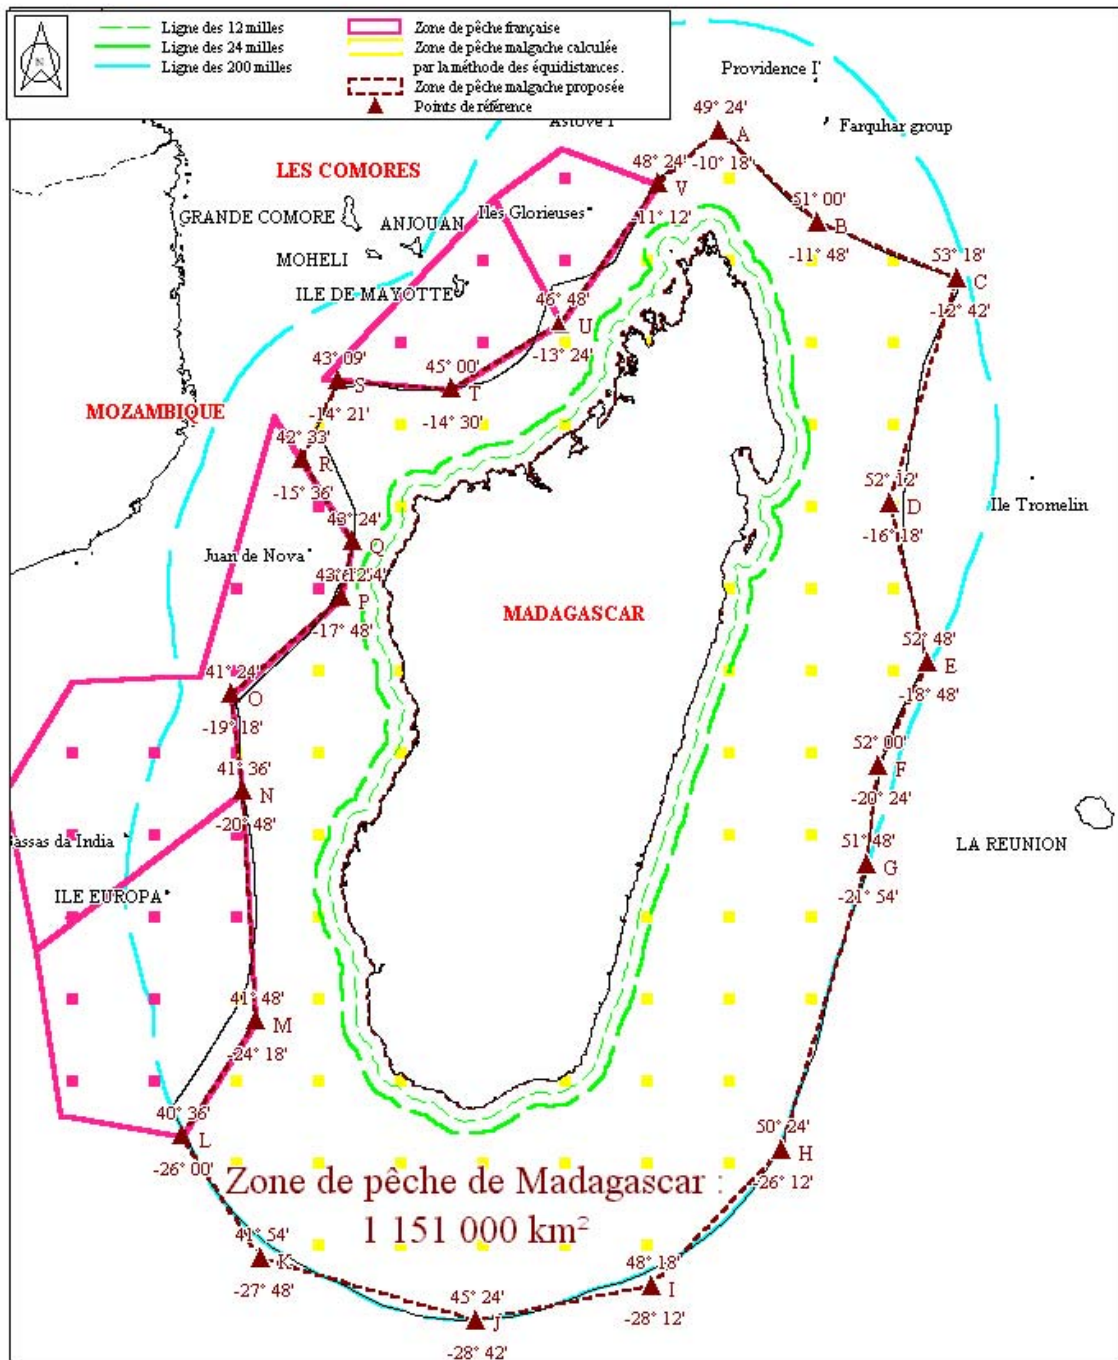 N
Ligne des 12 milles
Ligne des 24 milles
Ligne des 200 milles
Zone de pêche française
Zone de pêche malgache calculée
par la méthode des équidistances.
Zone de pêche malgache proposée
Points de référence
Providence I
Farquhar group
49° 24'
A
-10° 18'
LES COMORES
48° 24'
V
-11° 12'
51° 00'
B
-11° 48'
GRANDE COMORE
ANJOUAN
Iles Glorieuses
MOHELI
ILE DE MAYOTTE
53° 18'
C
-12° 42'
46° 48'
U
-13° 24'
43° 09'
S
-14° 21'
45° 00'
T
-14° 30'
MOZAMBIQUE
42° 33'
R
-15° 36'
52° 12'
D
-16° 18'
Ile Tromelin
43° 24'
Q
Juan de Nova
P
-17° 48'
MADAGASCAR
52° 48'
E
-18° 48'
41° 24'
O
-19° 18'
52° 00'
F
-20° 24'
41° 36'
N
-20° 48'
51° 48'
G
-21° 54'
da India
LA REUNION
ILE EUROPA
41° 48'
M
-24° 18'
40° 36'
L
-26° 00'
50° 24'
H
-26° 12'
Zone de pêche de Madagascar :
1 151 000 km²
41° 54'
K
-27° 48'
48° 18'
I
-28° 12'
45° 24'
J
-28° 42'